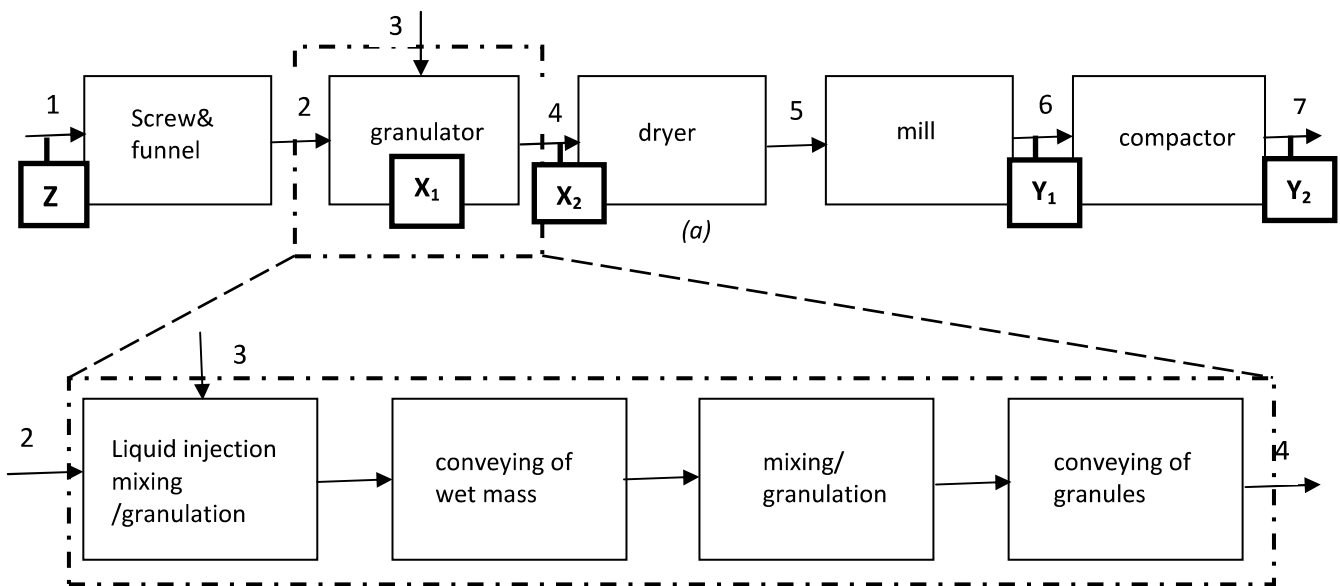 3
1
Screw&
funnel
2
granulator
4
dryer
5
mill
6
compactor
7
Z
X₁
X₂
Y₁
Y₂
(a)
3
2
Liquid injection
mixing
/granulation
conveying of
wet mass
mixing/
granulation
conveying of
granules
4